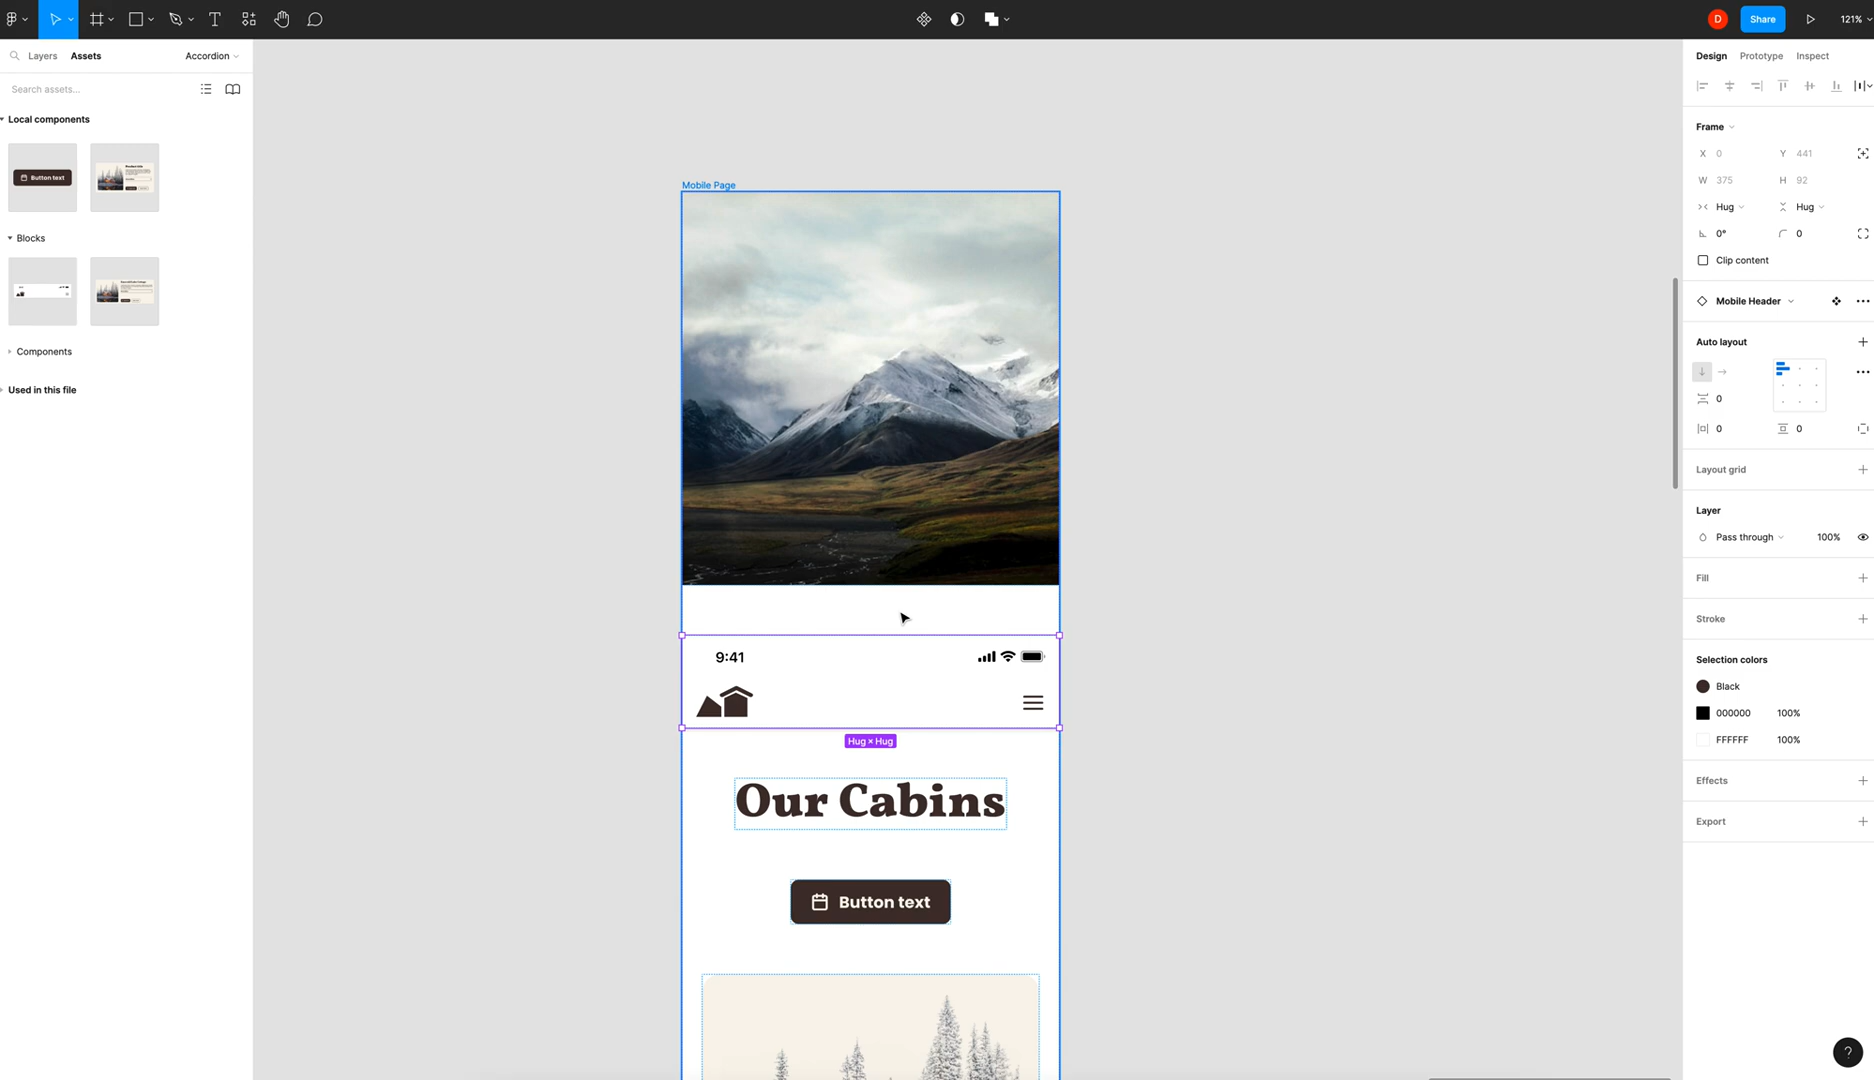 D
Share
121%
Layers
Assets
Accordion
Search assets...
Local components
Button text
Blocks
Components
Used in this file
Mobile Page
9:41
Hug × Hug
Our Cabins
Button text
Design
Prototype
Inspect
Frame
X 0 Y 441
W 375 H 92
Hug Hug
0° 0
Clip content
Mobile Header
Auto layout
0
0 0
Layout grid
Layer
Pass through 100%
Fill
Stroke
Selection colors
Black
000000 100%
FFFFFF 100%
Effects
Export
?